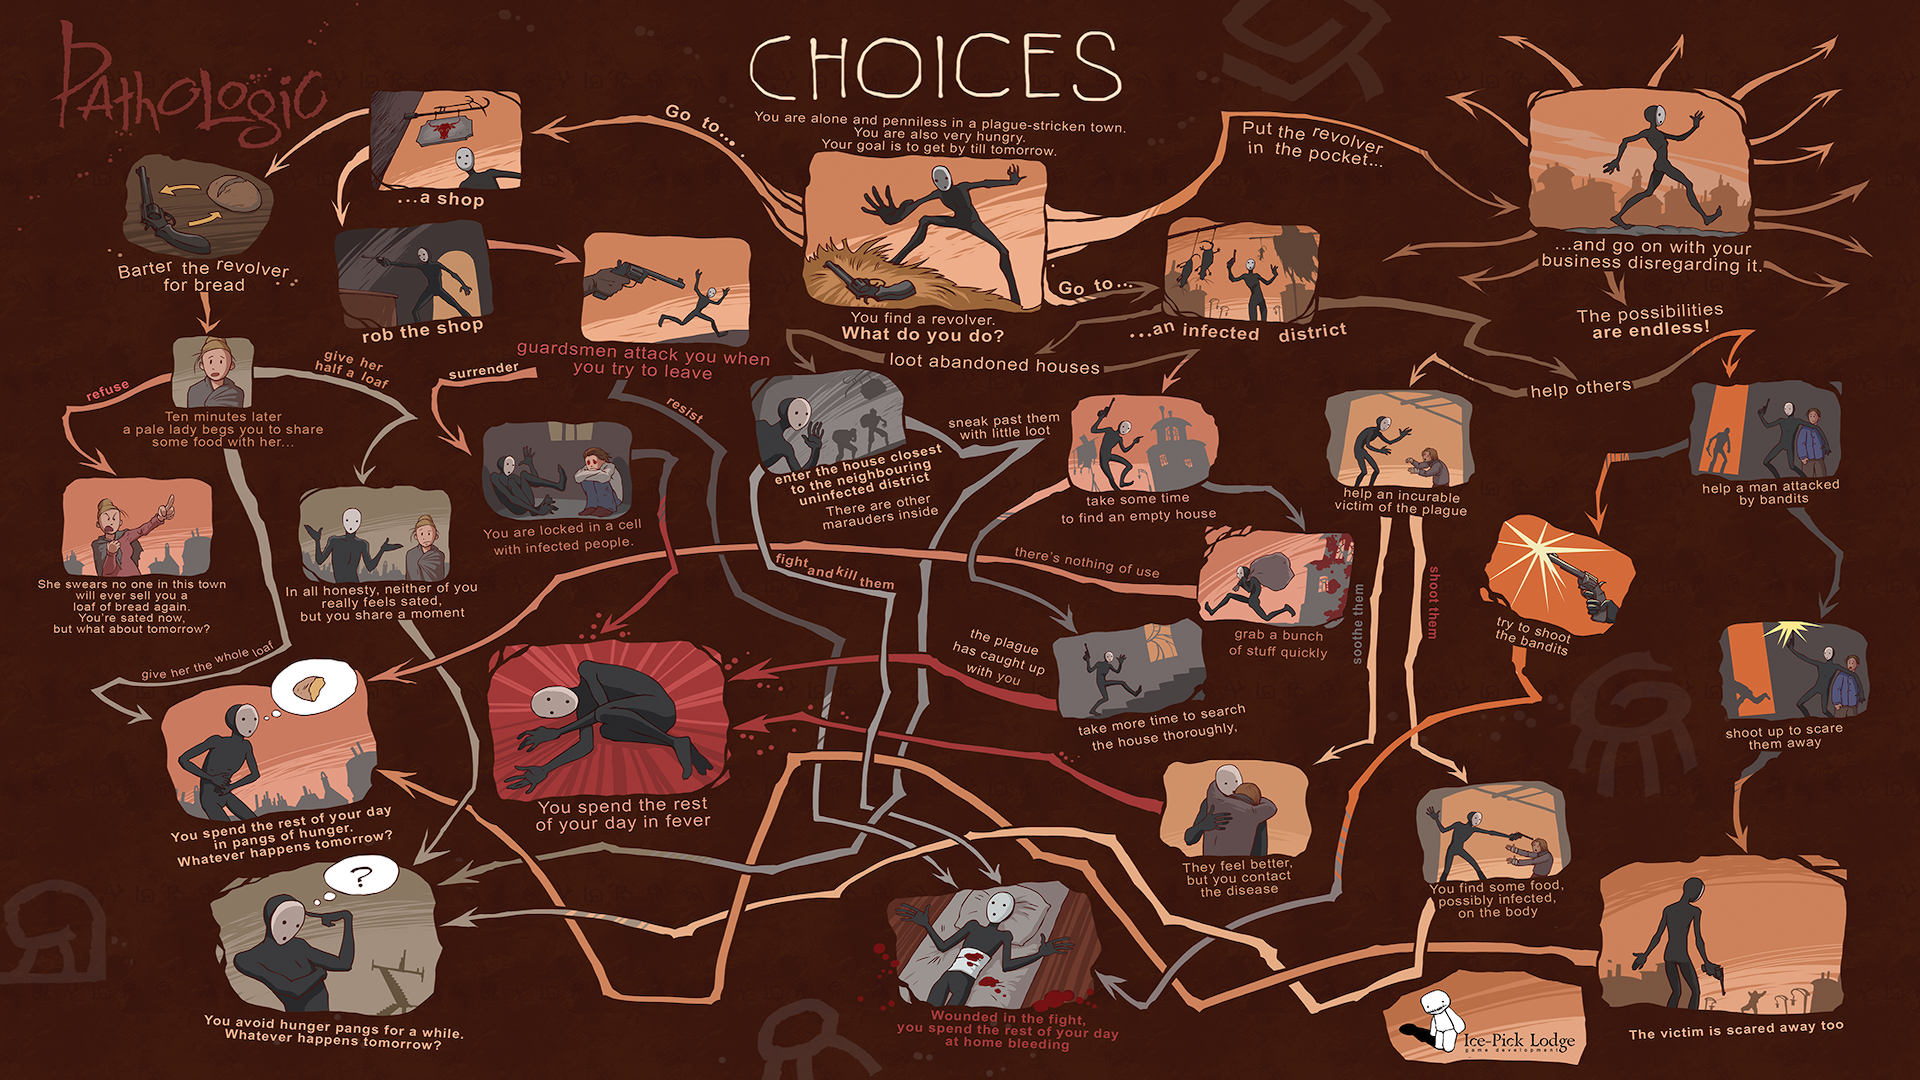 PAthOLogic
CHOICES
You are alone and penniless in a plague-stricken town.
You are also very hungry.
Your goal is to get by till tomorrow.
Go to...
...a shop
Barter the revolver
for bread
rob the shop
guardsmen attack you when
you try to leave
You find a revolver.
What do you do?
Go to...
...an infected district
Put the revolver
in the pocket...
...and go on with your
business disregarding it.
The possibilities
are endless!
refuse
give her
half a loaf
surrender
resist
loot abandoned houses
help others
Ten minutes later
a pale lady begs you to share
some food with her...
She swears no one in this town
will ever sell you a
loaf of bread again.
You're sated now,
but what about tomorrow?
In all honesty, neither of you
really feels sated,
but you share a moment
You are locked in a cell
with infected people.
enter the house closest
to the neighbouring
uninfected district
There are other
marauders inside
sneak past them
with little loot
take some time
to find an empty house
help an incurable
victim of the plague
help a man attacked
by bandits
fight and kill them
there's nothing of use
grab a bunch
of stuff quickly
soothe them
shoot them
try to shoot
the bandits
give her the whole loaf
the plague
has caught up
with you
take more time to search
the house thoroughly,
shoot up to scare
them away
You spend the rest of your day
in pangs of hunger.
Whatever happens tomorrow?
You spend the rest
of your day in fever
They feel better,
but you contact
the disease
You find some food,
possibly infected,
on the body
?
You avoid hunger pangs for a while.
Whatever happens tomorrow?
Wounded in the fight,
you spend the rest of your day
at home bleeding
The victim is scared away too
Ice-Pick Lodge
game development